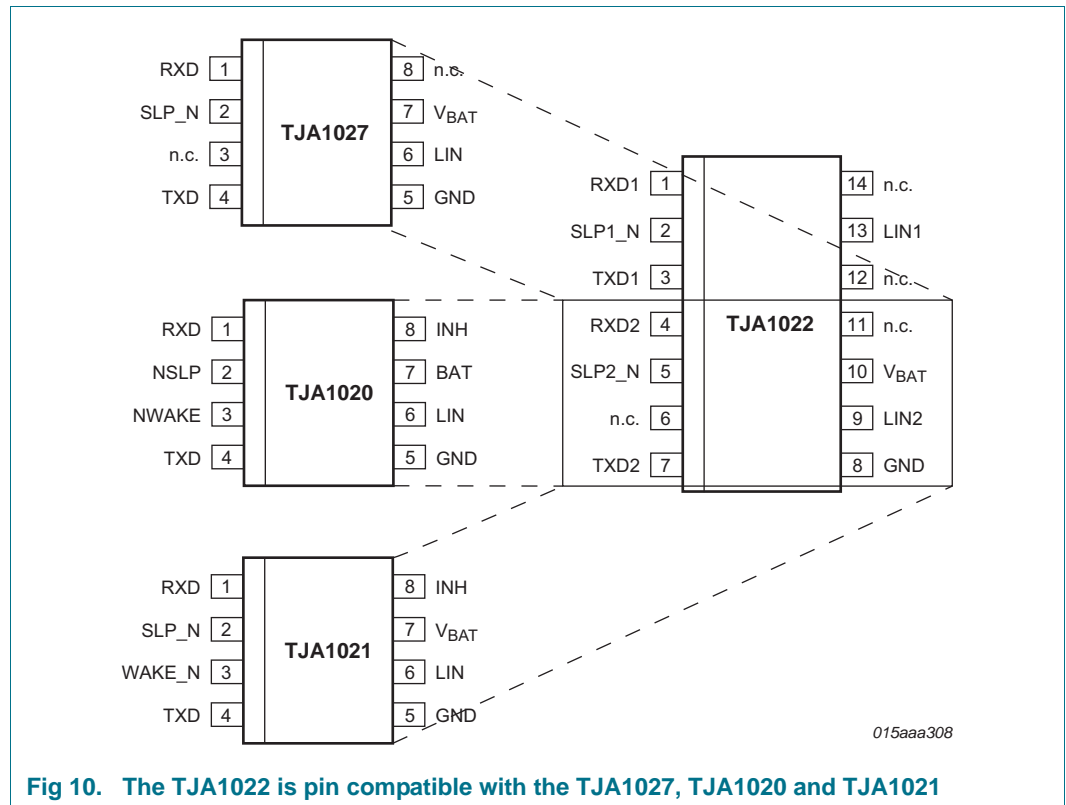 RXD 1 8 n.c.
SLP_N 2 TJA1027 7 VBAT
n.c. 3 6 LIN
TXD 4 5 GND
RXD1 1 14 n.c.
SLP1_N 2 13 LIN1
TXD1 3 12 n.c.
RXD2 4 TJA1022 11 n.c.
SLP2_N 5 10 VBAT
n.c. 6 9 LIN2
TXD2 7 8 GND
RXD 1 8 INH
NSLP 2 TJA1020 7 BAT
NWAKE 3 6 LIN
TXD 4 5 GND
RXD 1 8 INH
SLP_N 2 TJA1021 7 VBAT
WAKE_N 3 6 LIN
TXD 4 5 GND
015aaa308
Fig 10. The TJA1022 is pin compatible with the TJA1027, TJA1020 and TJA1021